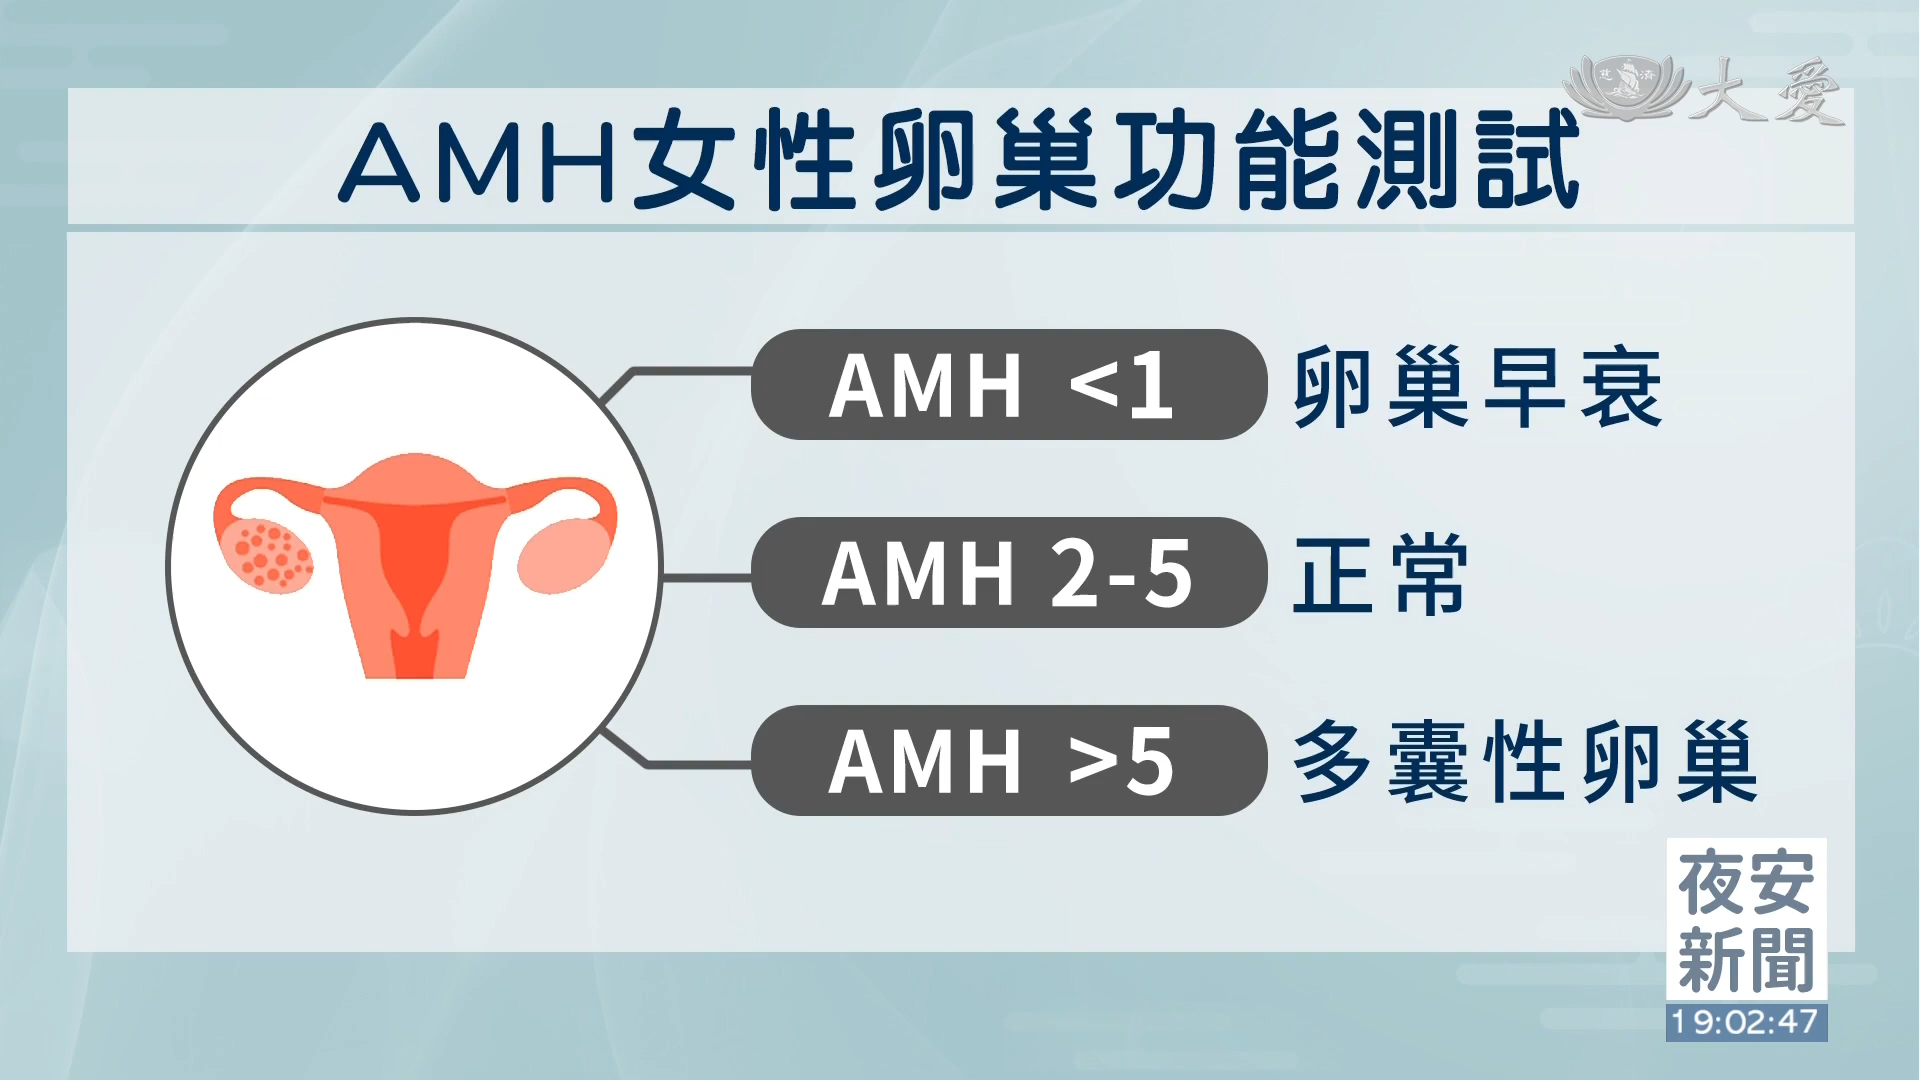 大愛
慈濟
AMH女性卵巢功能測試
AMH <1 卵巢早衰
AMH 2-5 正常
AMH >5 多囊性卵巢
夜安
新聞
19:02:47